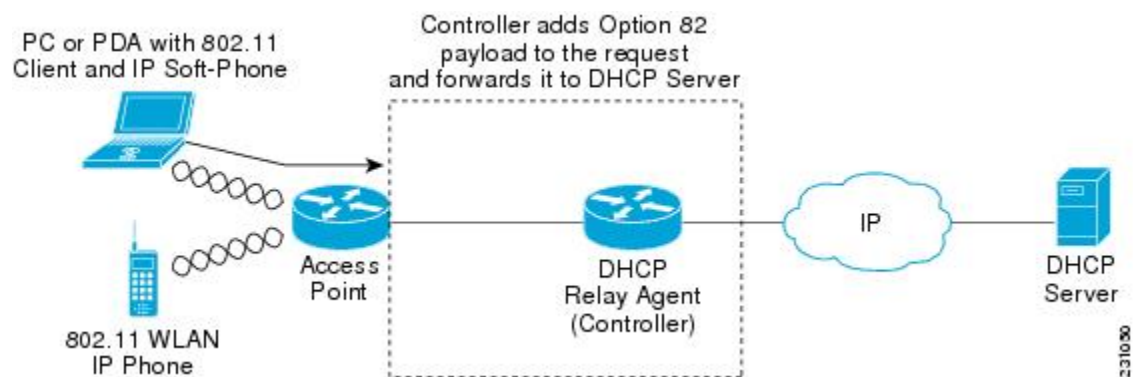 Controller adds Option 82
payload to the request
and forwards it to DHCP Server
PC or PDA with 802.11
Client and IP Soft-Phone
Access
Point
802.11 WLAN
IP Phone
DHCP
Relay Agent
(Controller)
IP
DHCP
Server
231050